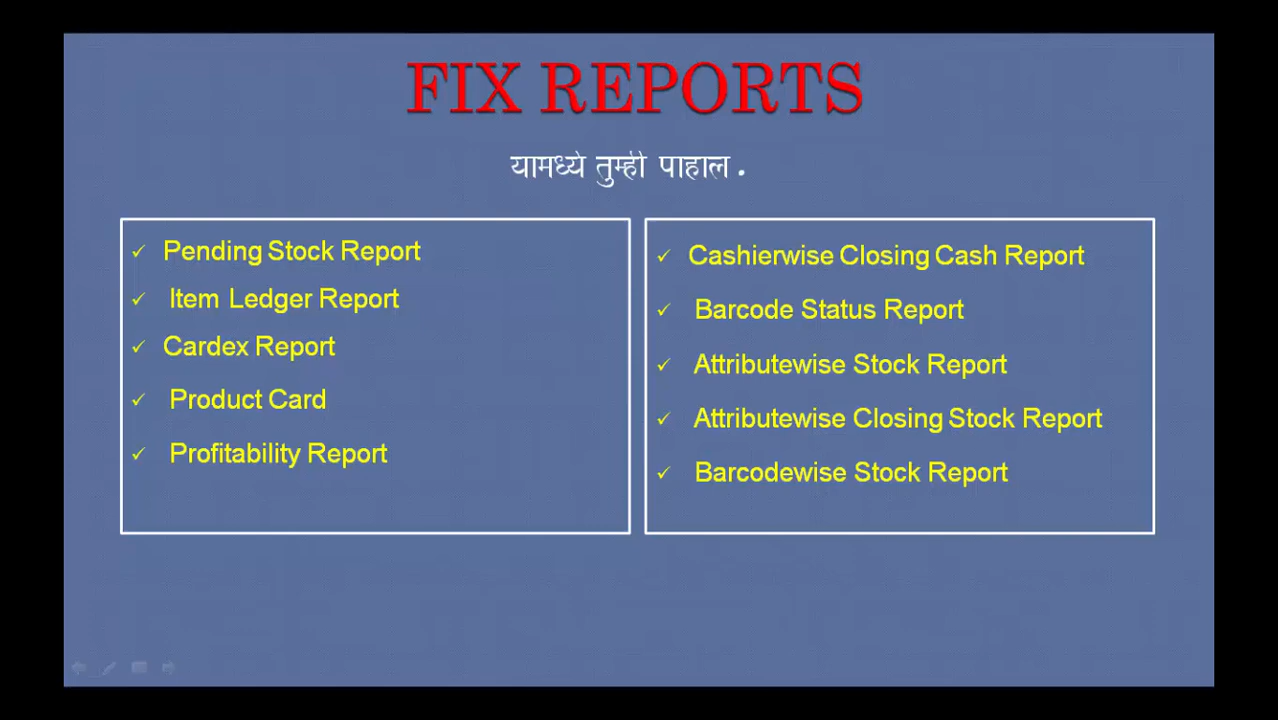 FIX REPORTS
यामध्ये तुम्ही पाहाल.
Pending Stock Report
Item Ledger Report
Cardex Report
Product Card
Profitability Report
Cashierwise Closing Cash Report
Barcode Status Report
Attributewise Stock Report
Attributewise Closing Stock Report
Barcodewise Stock Report